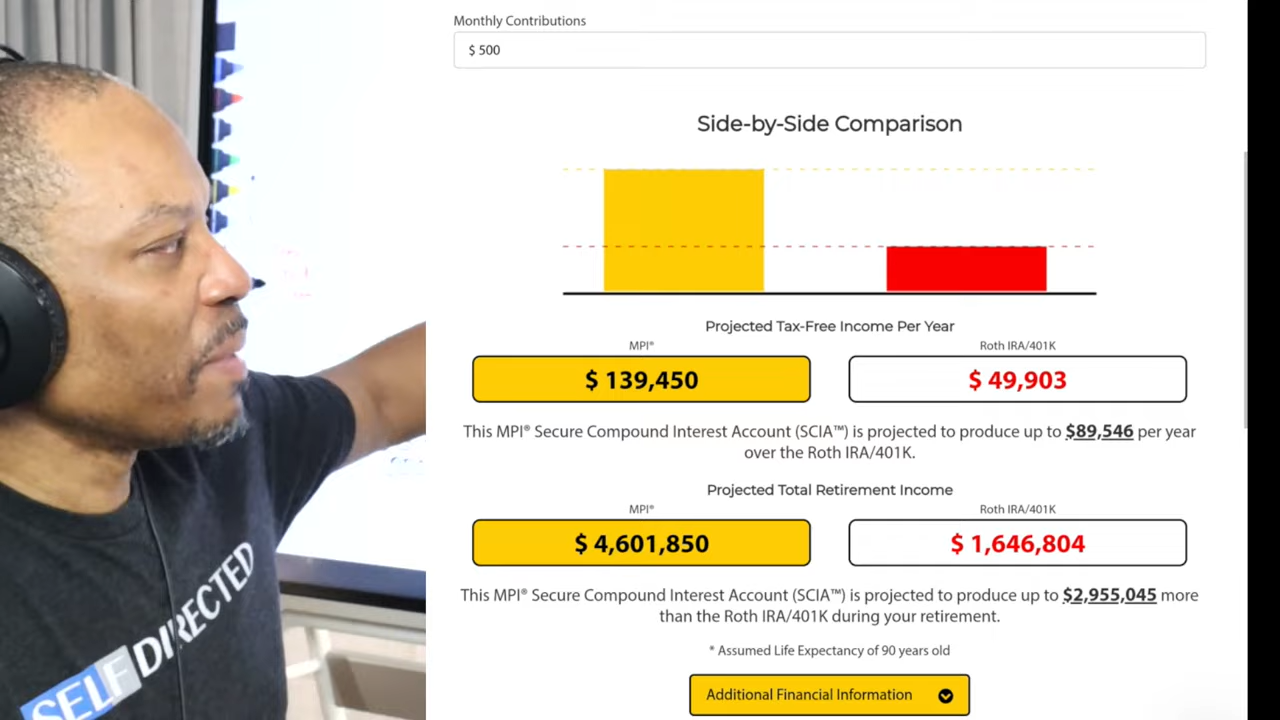 Monthly Contributions
$ 500
Side-by-Side Comparison
Projected Tax-Free Income Per Year
MPI® Roth IRA/401K
$ 139,450 $ 49,903
This MPI® Secure Compound Interest Account (SCIA™) is projected to produce up to $89,546 per year
over the Roth IRA/401K.
Projected Total Retirement Income
MPI® Roth IRA/401K
$ 4,601,850 $ 1,646,804
This MPI® Secure Compound Interest Account (SCIA™) is projected to produce up to $2,955,045 more
than the Roth IRA/401K during your retirement.
* Assumed Life Expectancy of 90 years old
Additional Financial Information
SELF DIRECTED